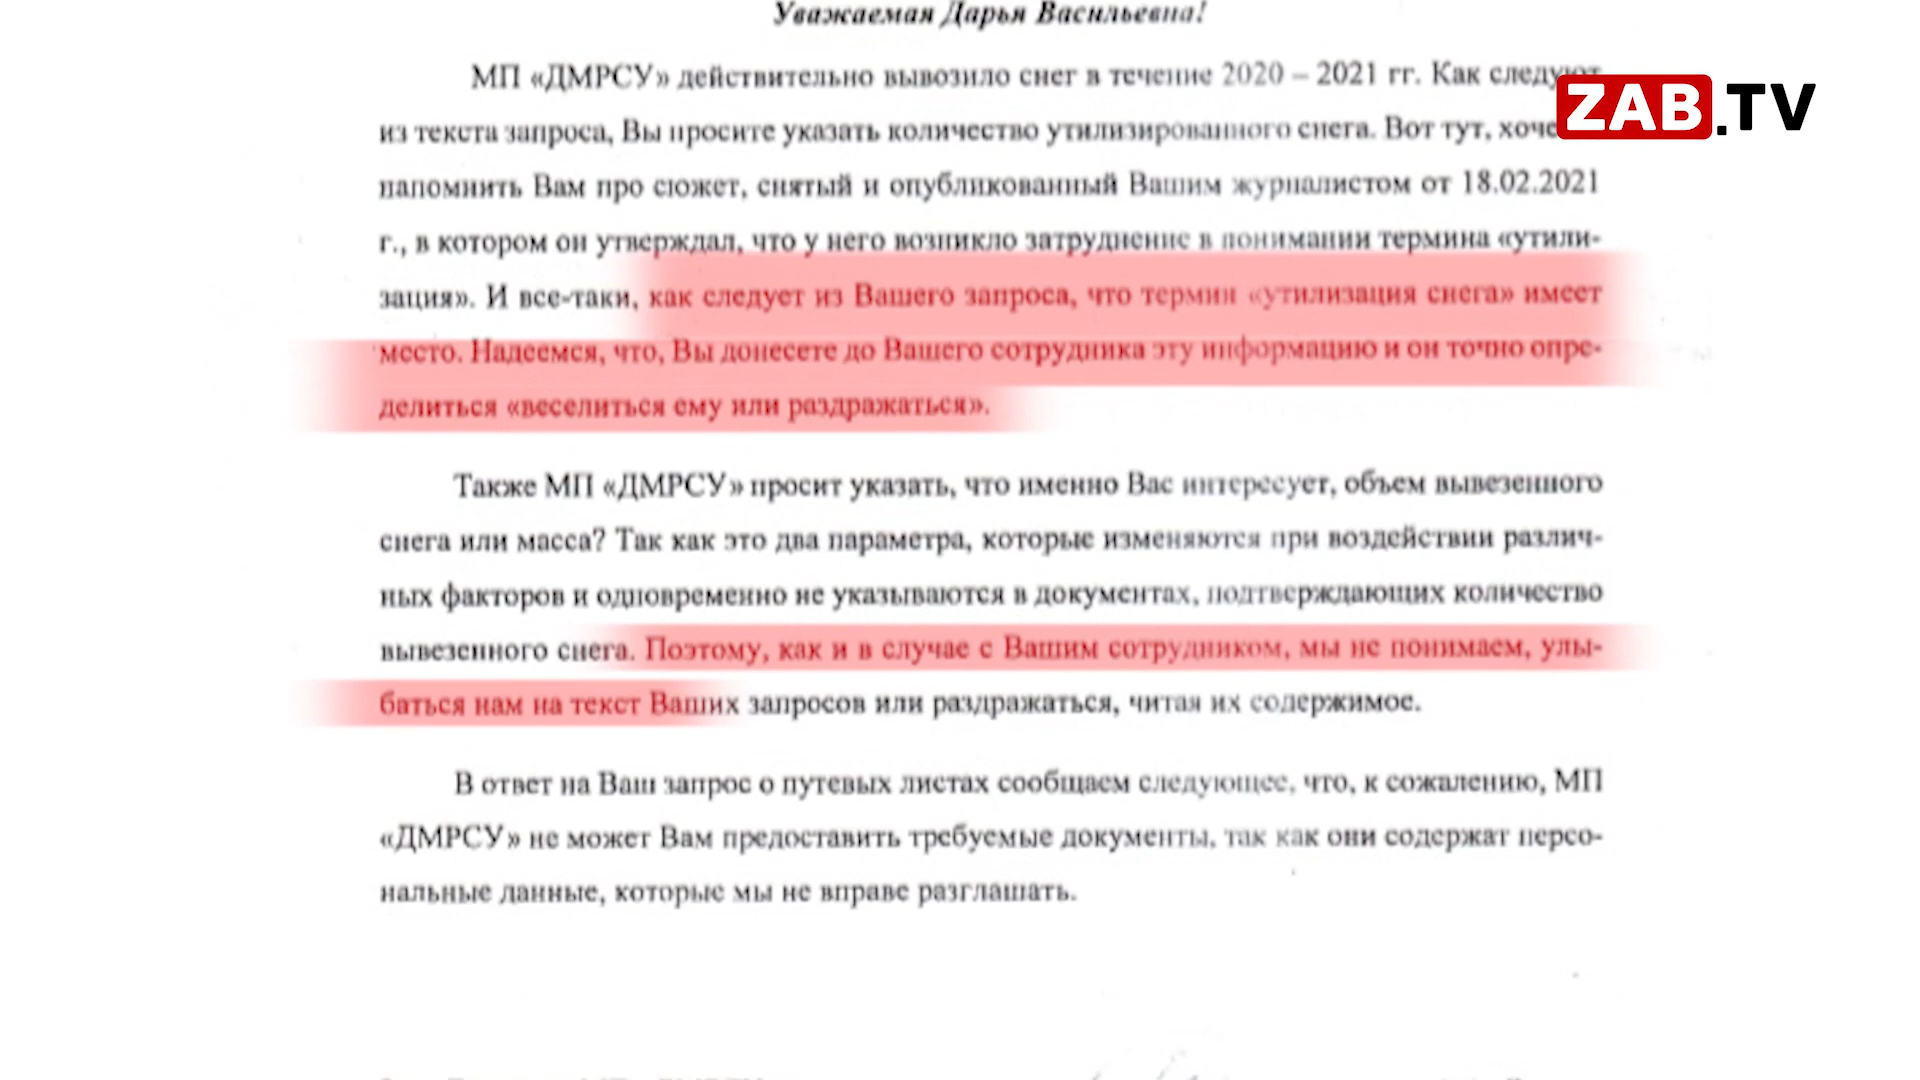 Уважаемая Дарья Васильевна!
ZAB.TV
МП «ДМРСУ» действительно вывозило снег в течение 2020 – 2021 гг. Как следуют
из текста запроса, Вы просите указать количество утилизированного снега. Вот тут,
напомнить Вам про сюжет, снятый и опубликованный Вашим журналистом от 18.02.2021
г., в котором он утверждал, что у него возникло затруднение в понимании термина «утили-
зация». И все-таки, как следует из Вашего запроса, что термин «утилизация снега» имеет
место. Надеемся, что, Вы донесете до Вашего сотрудника эту информацию и он точно опре-
делиться «веселиться ему или раздражаться».
Также МП «ДМРСУ» просит указать, что именно Вас интересует, объем вывезенного
снега или масса? Так как это два параметра, которые изменяются при воздействии различ-
ных факторов и одновременно не указываются в документах, подтверждающих количество
вывезенного снега. Поэтому, как и в случае с Вашим сотрудником, мы не понимаем, улы-
баться нам на текст Ваших запросов или раздражаться, читая их содержимое.
В ответ на Ваш запрос о путевых листах сообщаем следующее, что, к сожалению, МП
«ДМРСУ» не может Вам предоставить требуемые документы, так как они содержат персо-
нальные данные, которые мы не вправе разглашать.